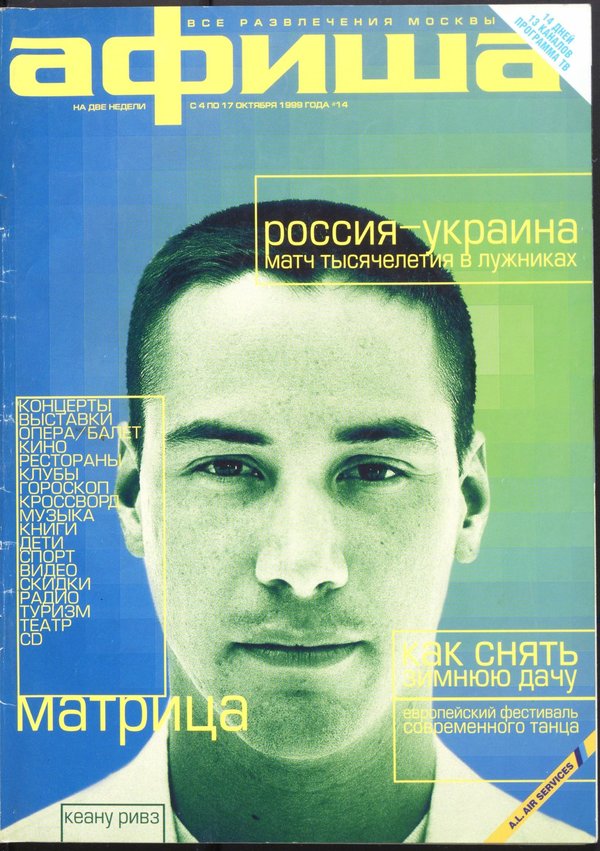 ВСЕ РАЗВЛЕЧЕНИЯ МОСКВЫ
афиша
14 ДНЕЙ
13 КАНАЛОВ
ПРОГРАММА ТВ
НА ДВЕ НЕДЕЛИ
С 4 ПО 17 ОКТЯБРЯ 1999 ГОДА #14
россия-украина
матч тысячелетия в лужниках
КОНЦЕРТЫ
ВЫСТАВКИ
ОПЕРА/БАЛЕТ
КИНО
РЕСТОРАНЫ
КЛУБЫ
ГОРОСКОП
КРОССВОРД
МУЗЫКА
КНИГИ
ДЕТИ
СПОРТ
ВИДЕО
СКИДКИ
РАДИО
ТУРИЗМ
ТЕАТР
CD
матрица
как снять
зимнюю дачу
европейский фестиваль
современного танца
A.L. AIR SERVICES
кеану ривз